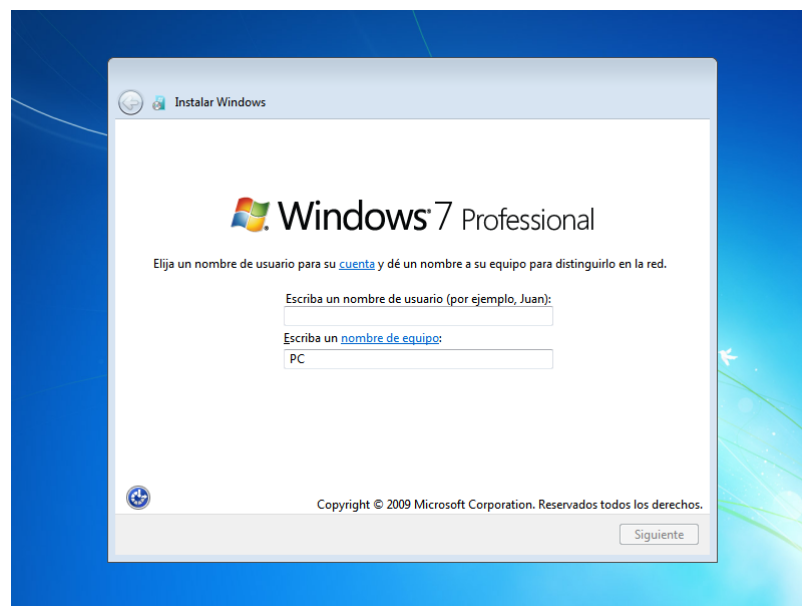 Instalar Windows
Windows 7 Professional
Elija un nombre de usuario para su cuenta y dé un nombre a su equipo para distinguirlo en la red.
Escriba un nombre de usuario (por ejemplo, Juan):
Escriba un nombre de equipo:
PC
Copyright © 2009 Microsoft Corporation. Reservados todos los derechos.
Siguiente